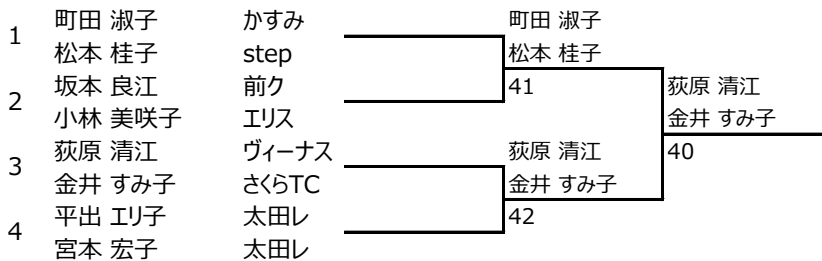 1
町田 淑子 かすみ
松本 桂子 step
2
坂本 良江 前ク
小林 美咲子 エリス
3
荻原 清江 ヴィーナス
金井 すみ子 さくらTC
4
平出 エリ子 太田レ
宮本 宏子 太田レ
町田 淑子
松本 桂子
41
荻原 清江
金井 すみ子
42
荻原 清江
金井 すみ子
40